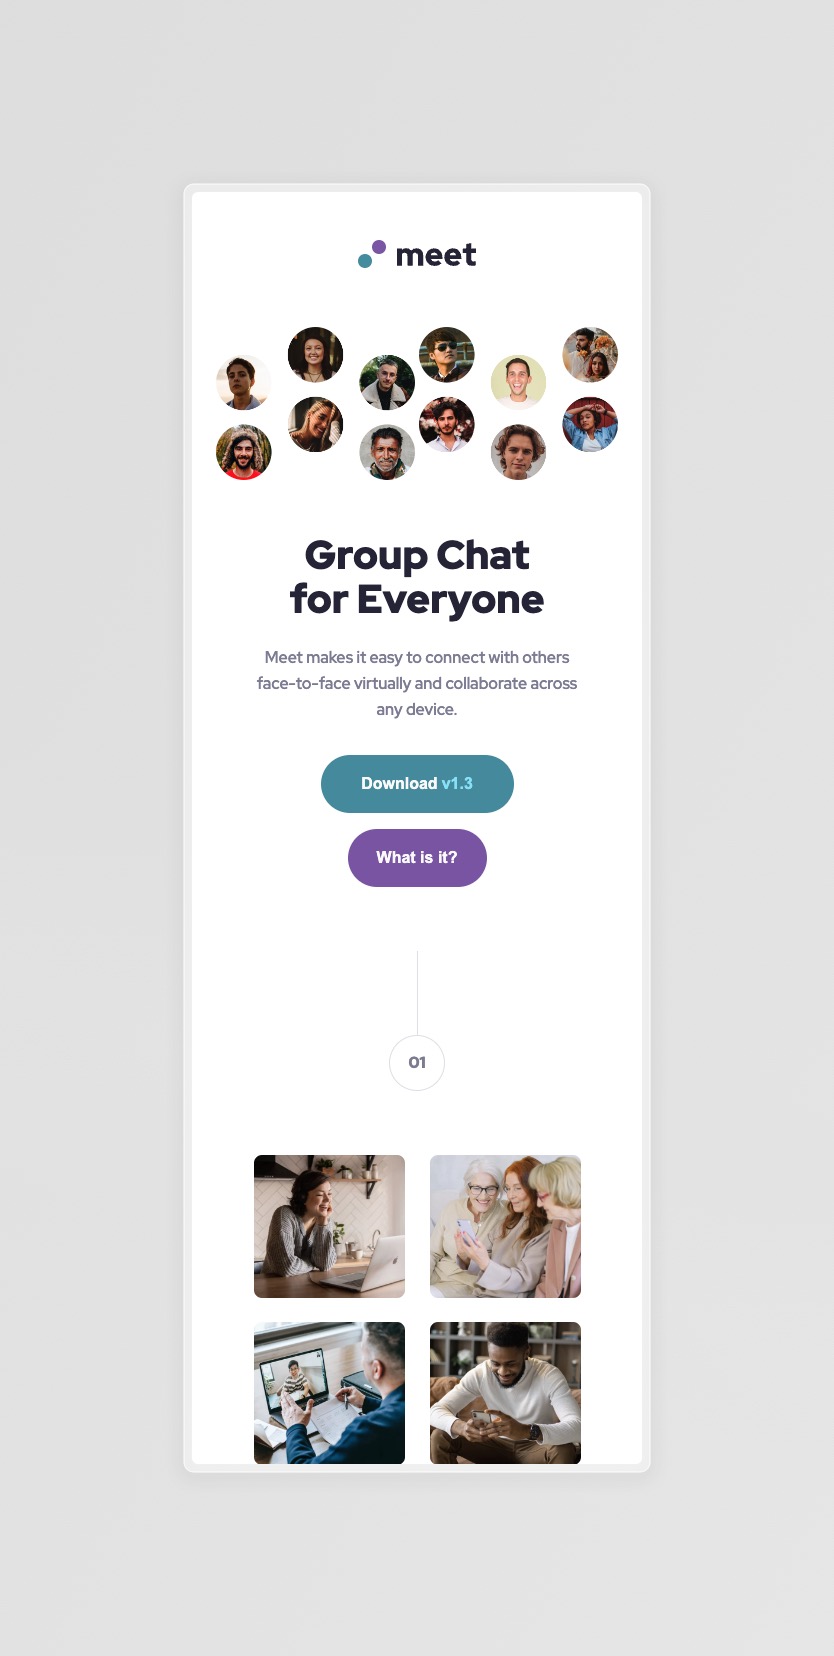 meet
Group Chat
for Everyone
Meet makes it easy to connect with others
face-to-face virtually and collaborate across
any device.
Download v1.3
What is it?
01